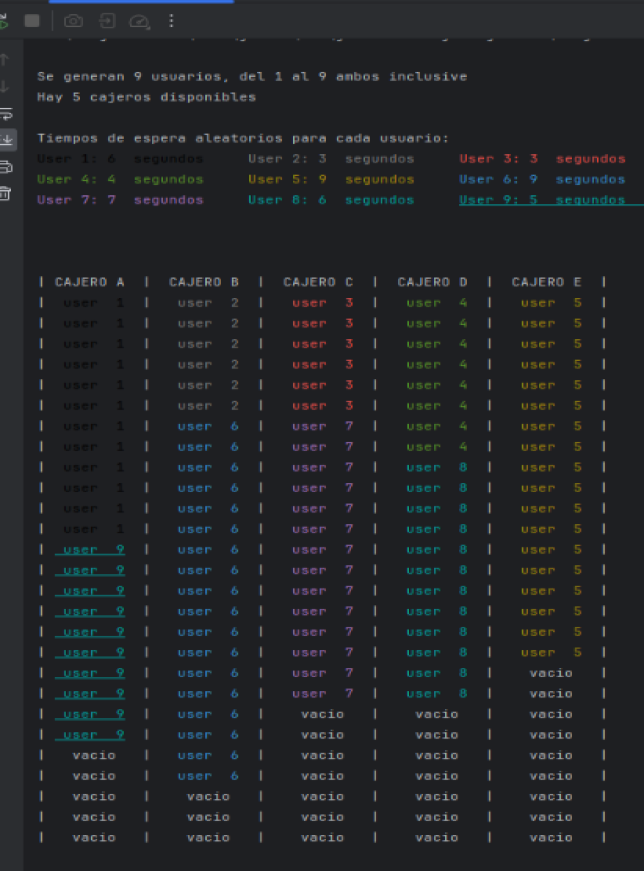 Se generan 9 usuarios, del 1 al 9 ambos inclusive
Hay 5 cajeros disponibles
Tiempos de espera aleatorios para cada usuario:
User 1: 6 segundos User 2: 3 segundos User 3: 3 segundos
User 4: 4 segundos User 5: 9 segundos User 6: 9 segundos
User 7: 7 segundos User 8: 6 segundos User 9: 5 segundos
| CAJERO A | CAJERO B | CAJERO C | CAJERO D | CAJERO E |
| user 1 | user 2 | user 3 | user 4 | user 5 |
| user 1 | user 2 | user 3 | user 4 | user 5 |
| user 1 | user 2 | user 3 | user 4 | user 5 |
| user 1 | user 2 | user 3 | user 4 | user 5 |
| user 1 | user 2 | user 3 | user 4 | user 5 |
| user 1 | user 2 | user 3 | user 4 | user 5 |
| user 1 | user 6 | user 7 | user 4 | user 5 |
| user 1 | user 6 | user 7 | user 4 | user 5 |
| user 1 | user 6 | user 7 | user 8 | user 5 |
| user 1 | user 6 | user 7 | user 8 | user 5 |
| user 1 | user 6 | user 7 | user 8 | user 5 |
| user 1 | user 6 | user 7 | user 8 | user 5 |
| user 9 | user 6 | user 7 | user 8 | user 5 |
| user 9 | user 6 | user 7 | user 8 | user 5 |
| user 9 | user 6 | user 7 | user 8 | user 5 |
| user 9 | user 6 | user 7 | user 8 | user 5 |
| user 9 | user 6 | user 7 | user 8 | user 5 |
| user 9 | user 6 | user 7 | user 8 | user 5 |
| user 9 | user 6 | user 7 | user 8 | vacio |
| user 9 | user 6 | user 7 | user 8 | vacio |
| user 9 | user 6 | vacio | vacio | vacio |
| user 9 | user 6 | vacio | vacio | vacio |
| vacio | user 6 | vacio | vacio | vacio |
| vacio | user 6 | vacio | vacio | vacio |
| vacio | vacio | vacio | vacio | vacio |
| vacio | vacio | vacio | vacio | vacio |
| vacio | vacio | vacio | vacio | vacio |